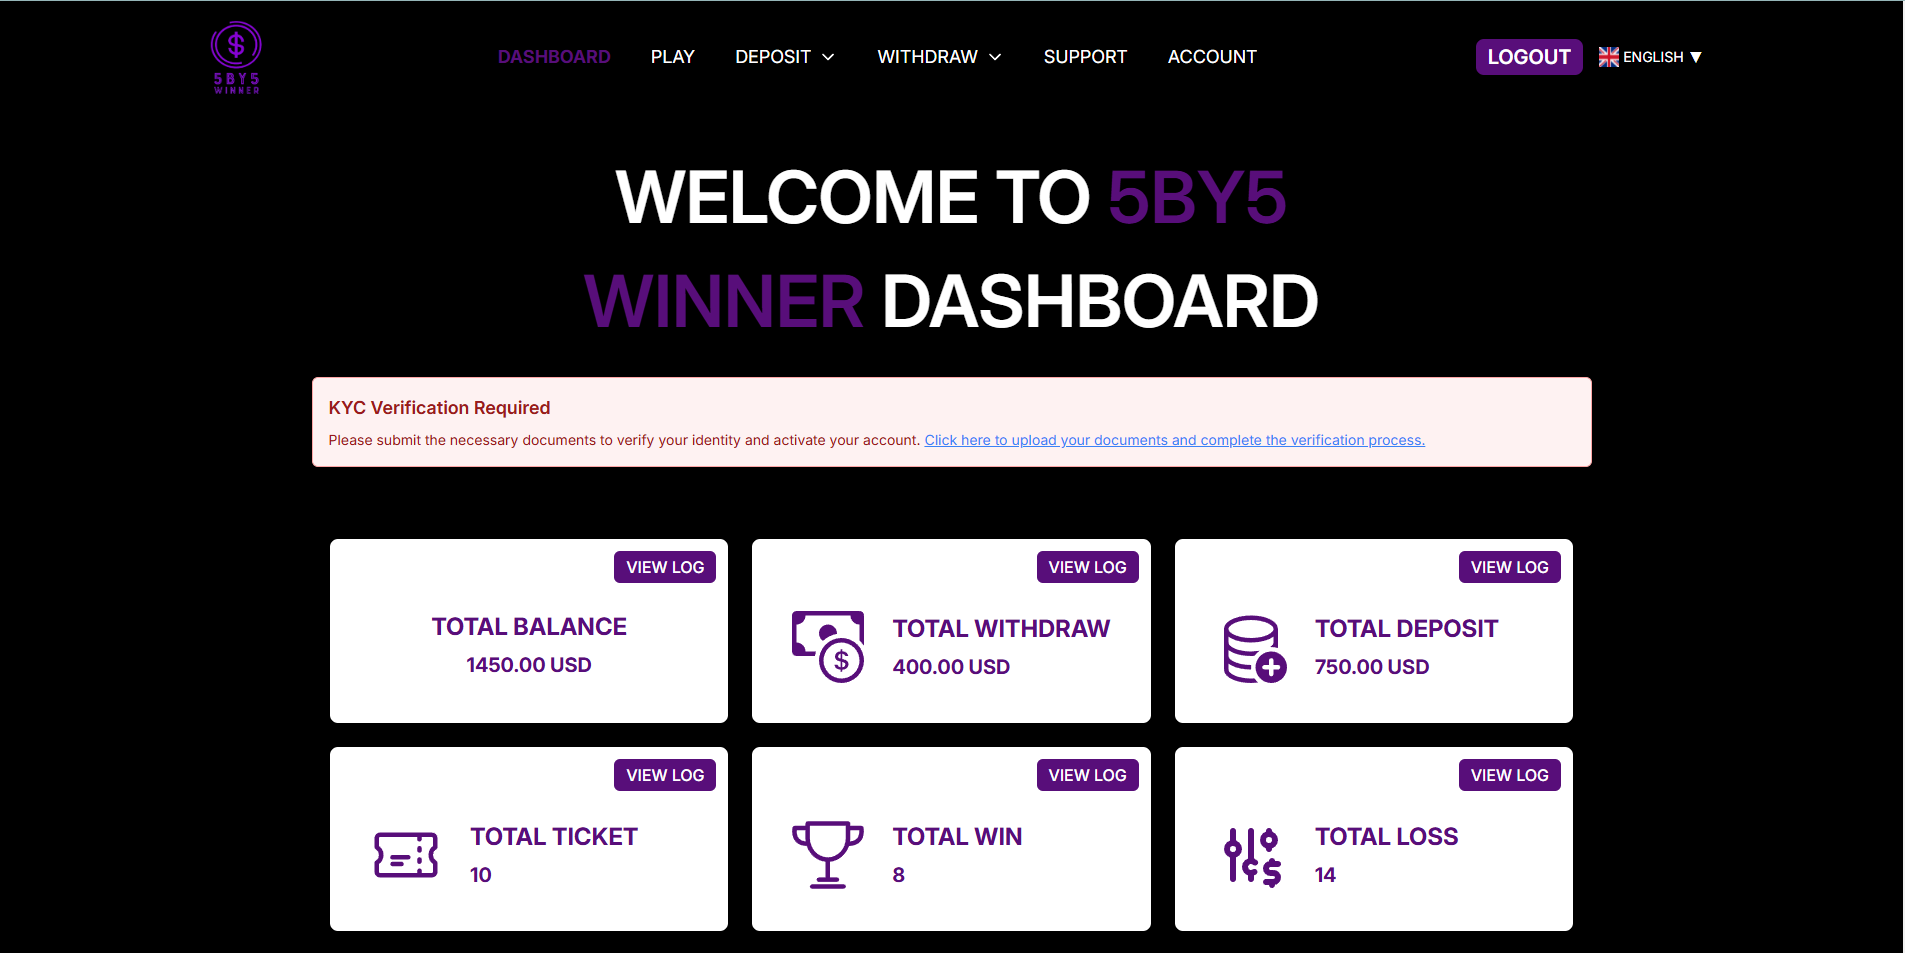 5BY5
WINNER
DASHBOARD
PLAY
DEPOSIT
WITHDRAW
SUPPORT
ACCOUNT
LOGOUT
ENGLISH ▼
WELCOME TO 5BY5
WINNER DASHBOARD
KYC Verification Required
Please submit the necessary documents to verify your identity and activate your account. Click here to upload your documents and complete the verification process.
VIEW LOG
TOTAL BALANCE
1450.00 USD
VIEW LOG
TOTAL WITHDRAW
400.00 USD
VIEW LOG
TOTAL DEPOSIT
750.00 USD
VIEW LOG
TOTAL TICKET
10
VIEW LOG
TOTAL WIN
8
VIEW LOG
TOTAL LOSS
14